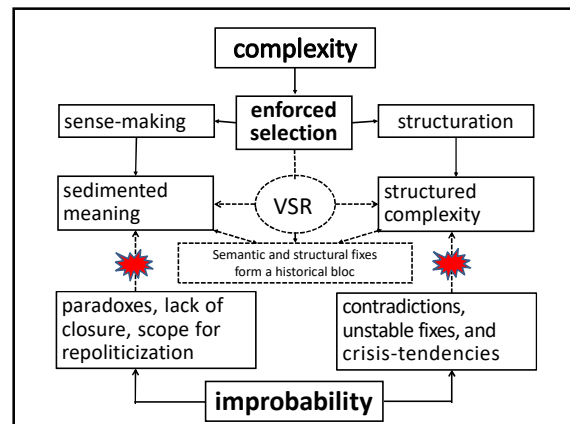 complexity
sense-making
enforced
selection
structuration
sedimented
meaning
VSR
structured
complexity
Semantic and structural fixes
form a historical bloc
paradoxes, lack of
closure, scope for
repoliticization
contradictions,
unstable fixes, and
crisis-tendencies
improbability